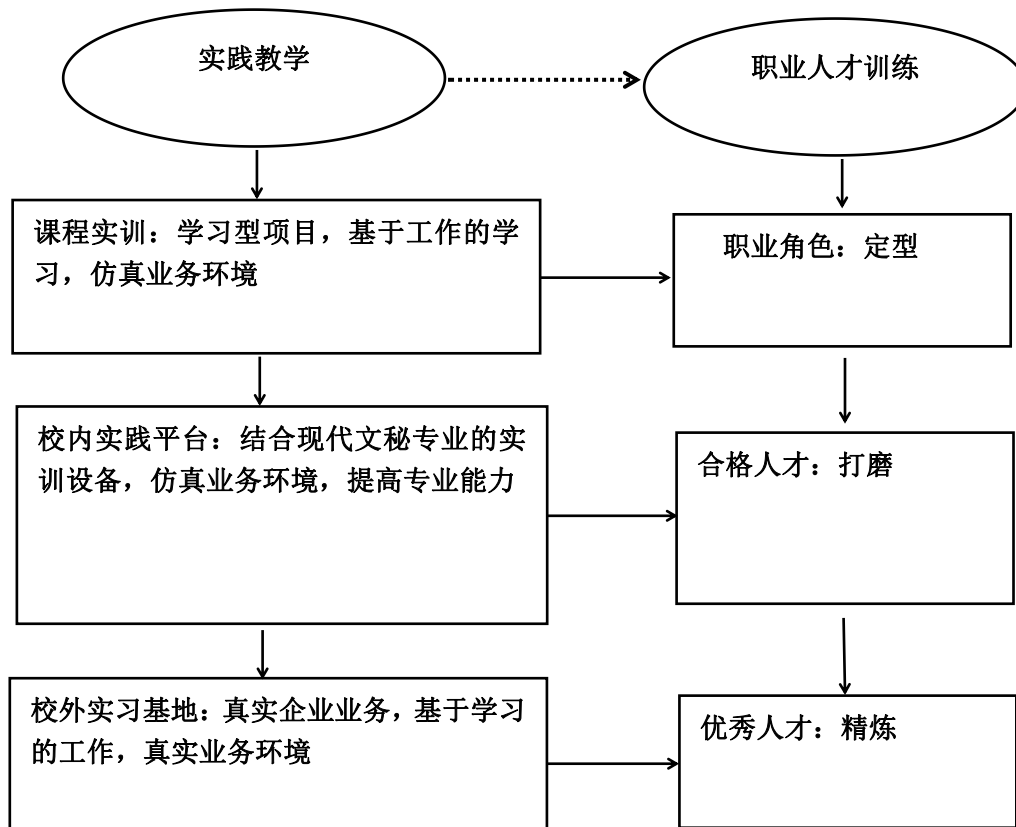 实践教学
职业人才训练
课程实训：学习型项目，基于工作的学
习，仿真业务环境
职业角色：定型
校内实践平台：结合现代文秘专业的实
训设备，仿真业务环境，提高专业能力
合格人才：打磨
校外实习基地：真实企业业务，基于学习
的工作，真实业务环境
优秀人才：精炼